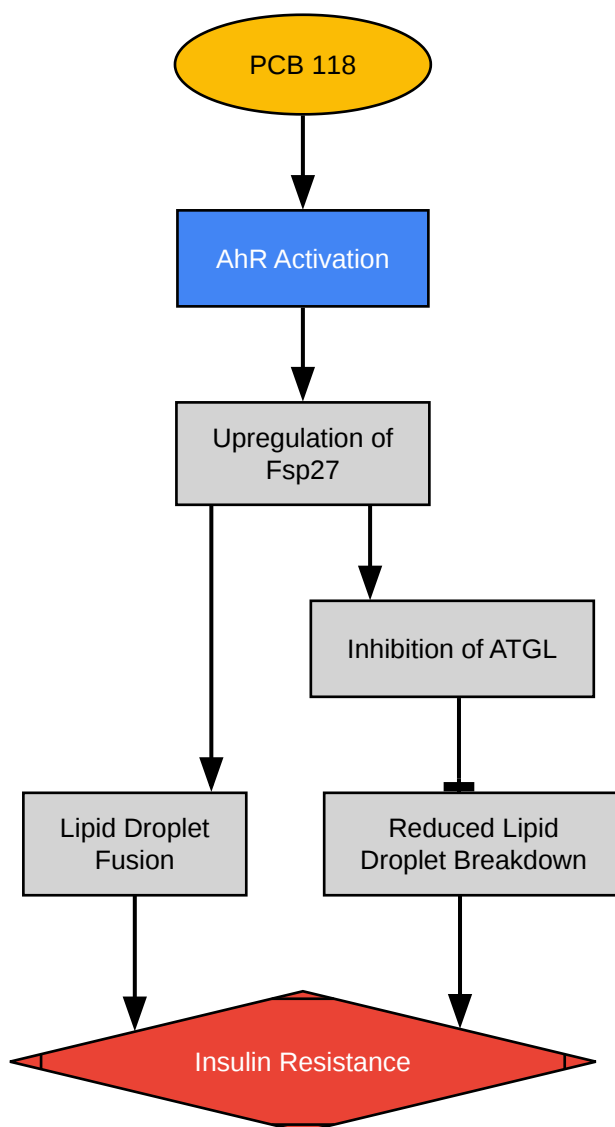 PCB 118
AhR Activation
Upregulation of
Fsp27
Inhibition of ATGL
Lipid Droplet
Fusion
Reduced Lipid
Droplet Breakdown
Insulin Resistance